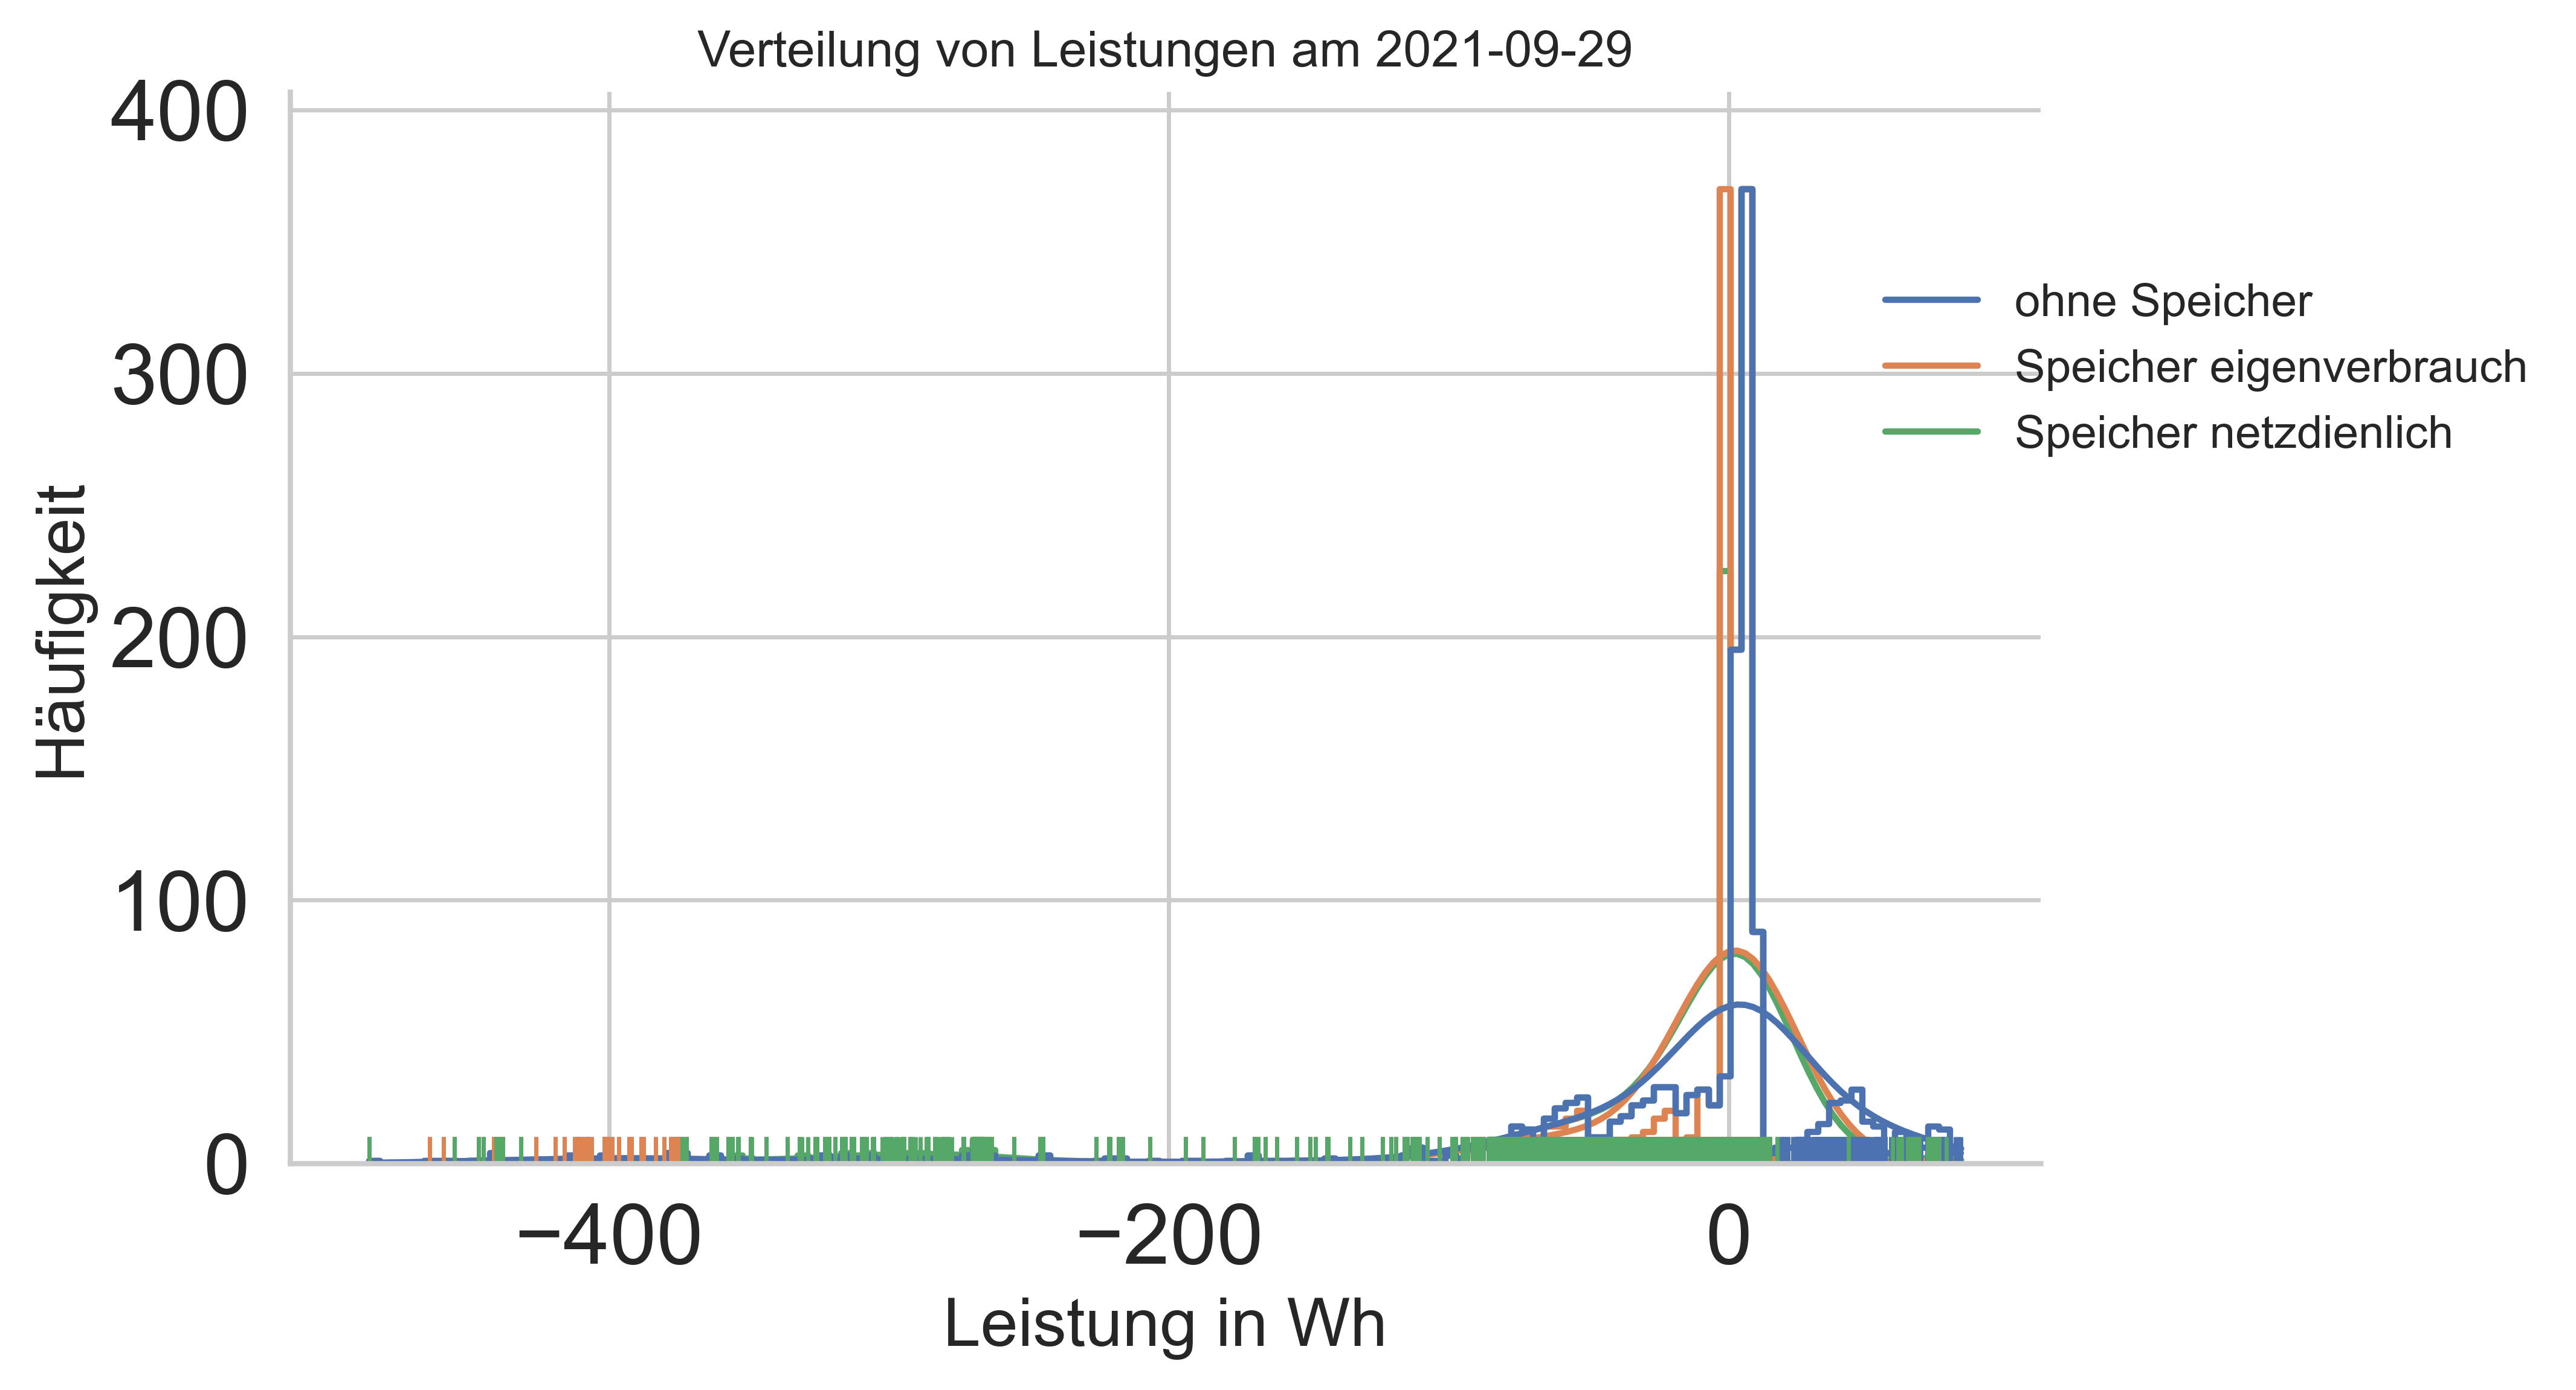 Verteilung von Leistungen am 2021-09-29
400
300
200
100
0
Häufigkeit
ohne Speicher
Speicher eigenverbrauch
Speicher netzdienlich
−400
−200
0
Leistung in Wh